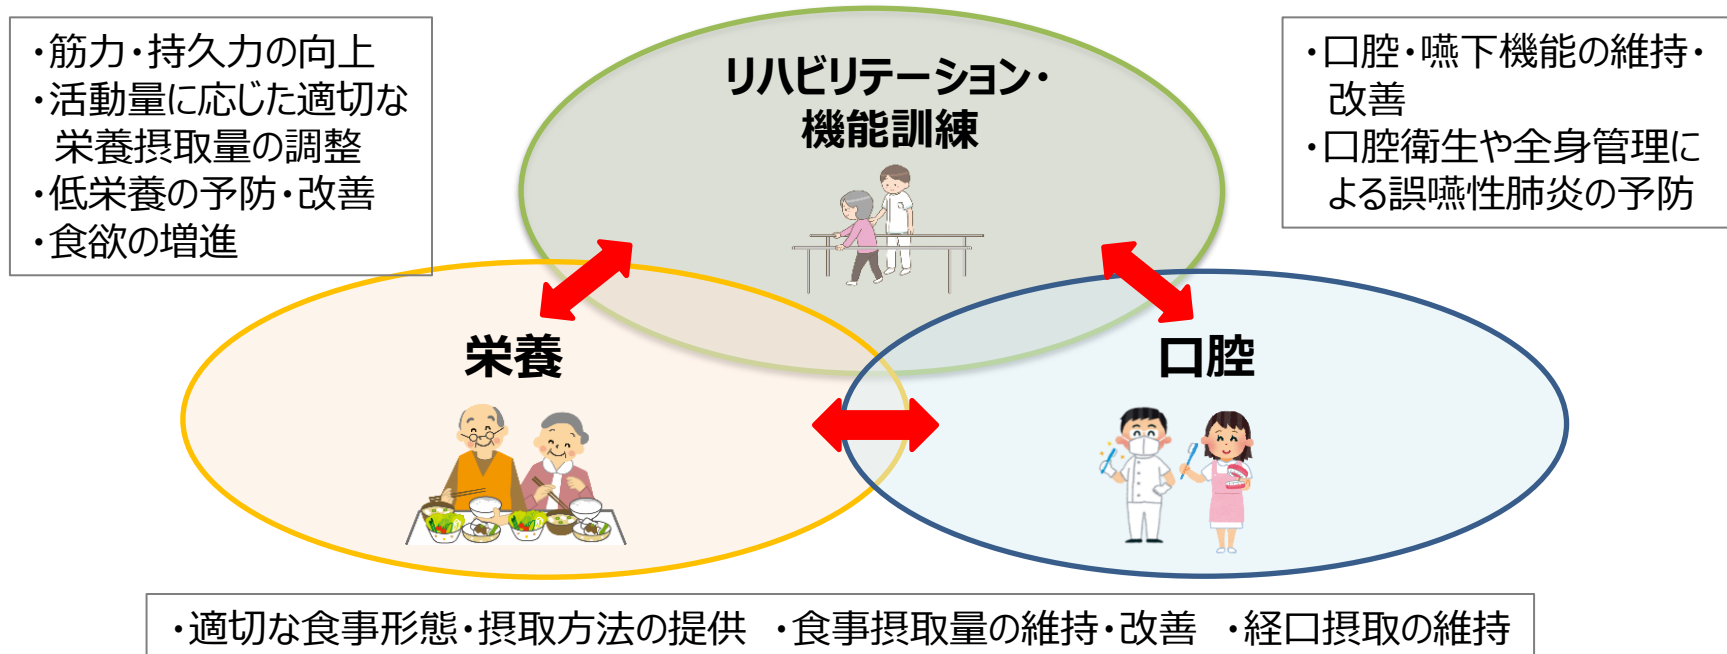 ・筋力・持久力の向上
・活動量に応じた適切な
栄養摂取量の調整
・低栄養の予防・改善
・食欲の増進
リハビリテーション・
機能訓練
・口腔・嚥下機能の維持・
改善
・口腔衛生や全身管理に
よる誤嚥性肺炎の予防
栄養
口腔
・適切な食事形態・摂取方法の提供 ・食事摂取量の維持・改善 ・経口摂取の維持